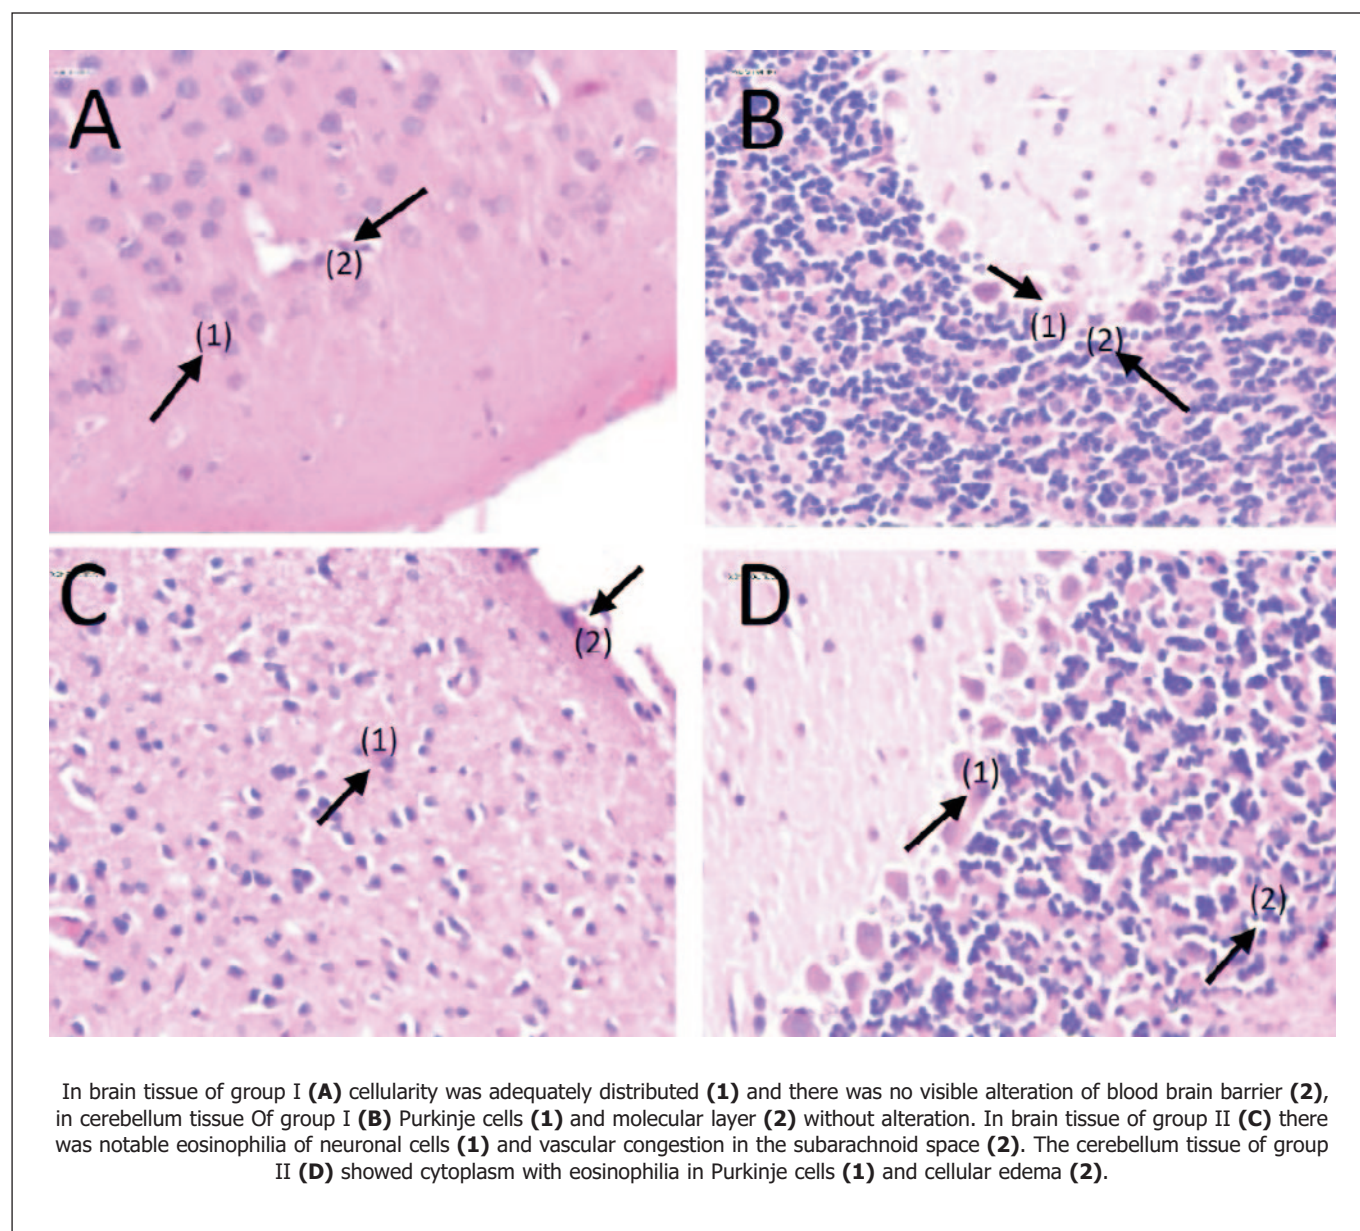 A
B
(2)
(1)
(1)
(2)
C
D
(2)
(1)
(1)
(2)
In brain tissue of group I (A) cellularity was adequately distributed (1) and there was no visible alteration of blood brain barrier (2),
in cerebellum tissue Of group I (B) Purkinje cells (1) and molecular layer (2) without alteration. In brain tissue of group II (C) there
was notable eosinophilia of neuronal cells (1) and vascular congestion in the subarachnoid space (2). The cerebellum tissue of group
II (D) showed cytoplasm with eosinophilia in Purkinje cells (1) and cellular edema (2).